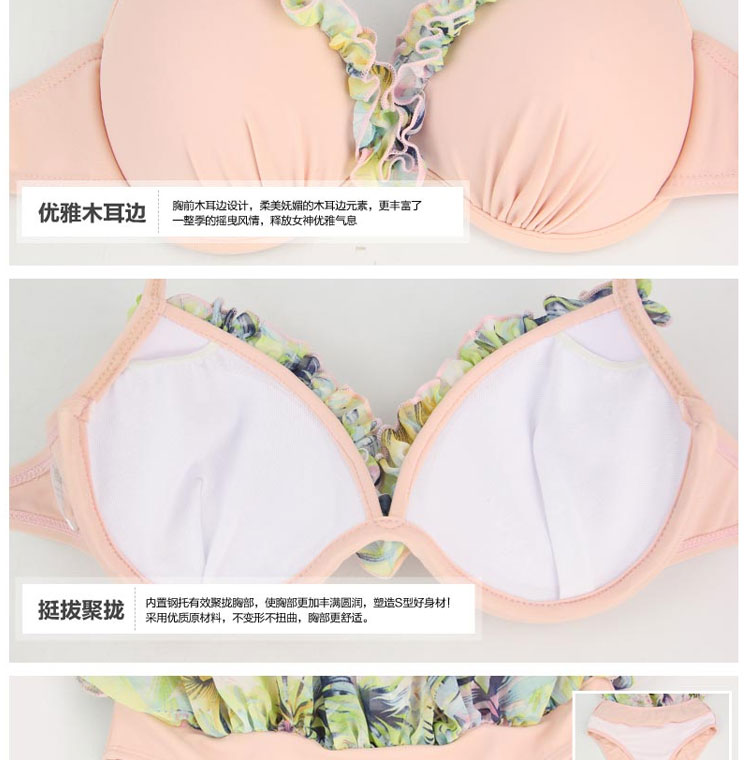 优雅木耳边
胸前木耳边设计，柔美妩媚的木耳边元素，更丰富了
一整季的摇曳风情，释放女神优雅气息
挺拔聚拢
内置钢托有效聚拢胸部，使胸部更加丰满圆润，塑造S型好身材！
采用优质原材料，不变形不扭曲，胸部更舒适。